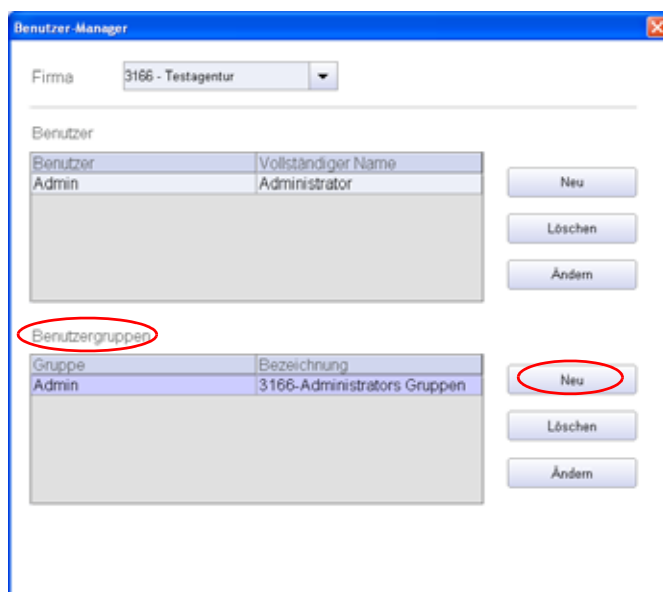 Benutzer-Manager
Firma 3166 - Testagentur
Benutzer
Benutzer Vollständiger Name
Admin Administrator
Neu
Löschen
Ändern
Benutzergruppen
Gruppe Bezeichnung
Admin 3166-Administrators Gruppen
Neu
Löschen
Ändern